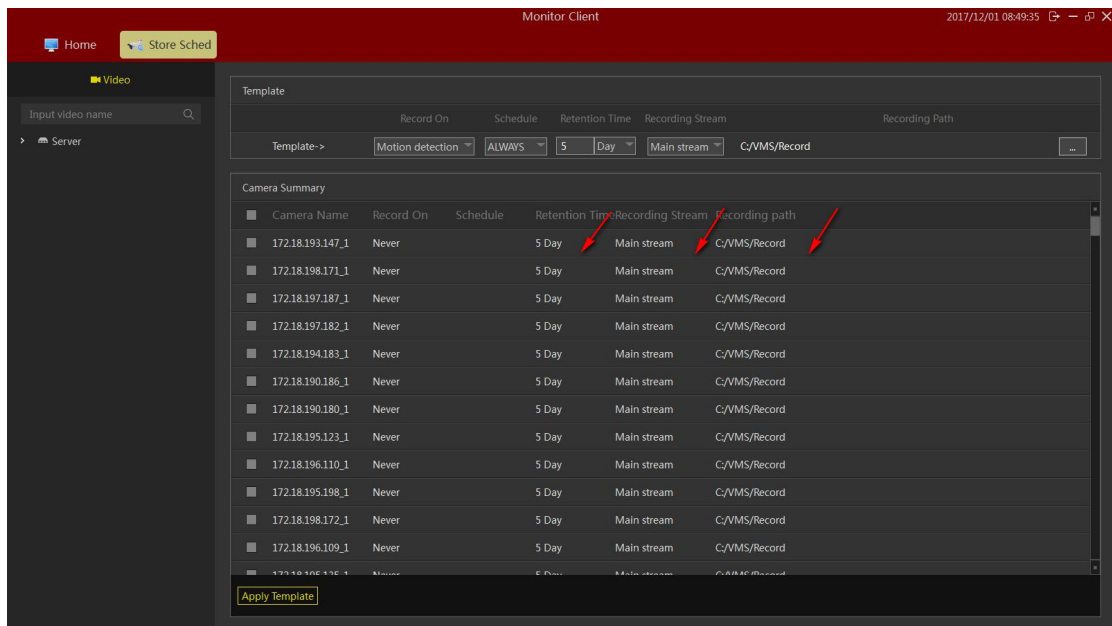 Monitor Client 2017/12/01 08:49:35
Home Store Sched
Video
Input video name
Server
Template
Record On Schedule Retention Time Recording Stream Recording Path
Template-> Motion detection ALWAYS 5 Day Main stream C:/VMS/Record ...
Camera Summary
Camera Name Record On Schedule Retention Time Recording Stream Recording path
172.18.193.147_1 Never 5 Day Main stream C:/VMS/Record
172.18.198.171_1 Never 5 Day Main stream C:/VMS/Record
172.18.197.187_1 Never 5 Day Main stream C:/VMS/Record
172.18.197.182_1 Never 5 Day Main stream C:/VMS/Record
172.18.194.183_1 Never 5 Day Main stream C:/VMS/Record
172.18.190.186_1 Never 5 Day Main stream C:/VMS/Record
172.18.190.180_1 Never 5 Day Main stream C:/VMS/Record
172.18.195.123_1 Never 5 Day Main stream C:/VMS/Record
172.18.196.110_1 Never 5 Day Main stream C:/VMS/Record
172.18.195.198_1 Never 5 Day Main stream C:/VMS/Record
172.18.198.172_1 Never 5 Day Main stream C:/VMS/Record
172.18.196.109_1 Never 5 Day Main stream C:/VMS/Record
Never 5 Day Main stream C:/VMS/Record
Apply Template